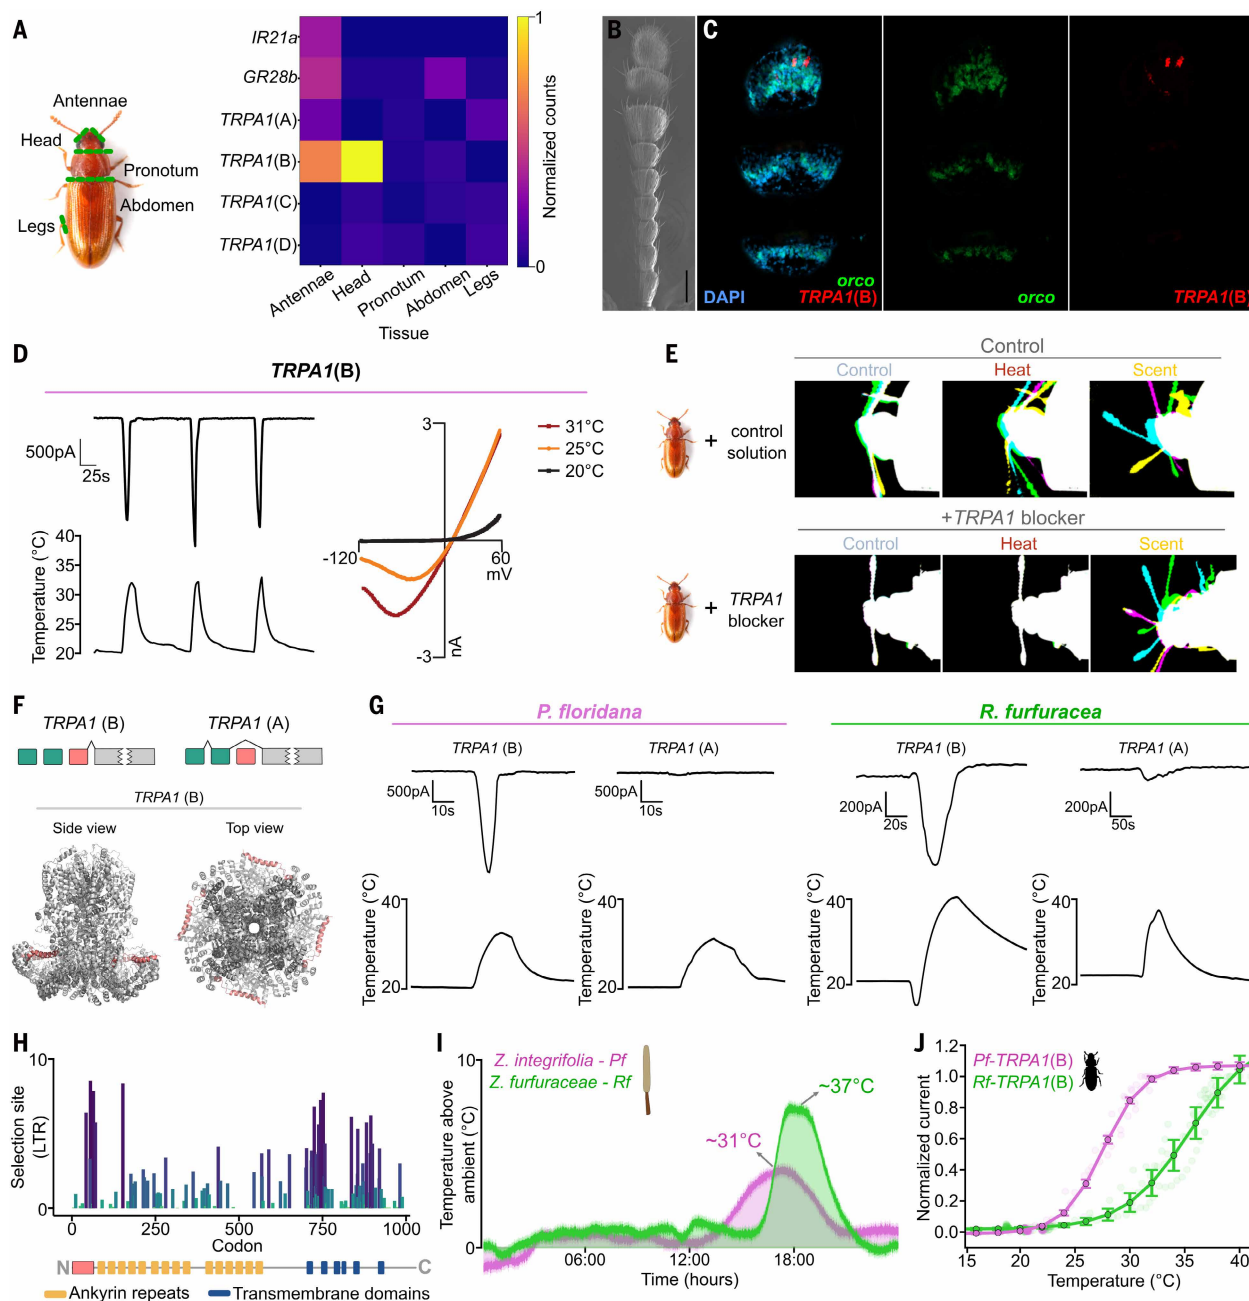 A
Antennae
Head
Pronotum
Abdomen
Legs
IR21a
GR28b
TRPA1(A)
TRPA1(B)
TRPA1(C)
TRPA1(D)
Antennae
Head
Pronotum
Abdomen
Legs
Tissue
1
0
Normalized counts
B
C
DAPI
orco
TRPA1(B)
orco
TRPA1(B)
D
TRPA1(B)
500pA
25s
Temperature (°C)
40
35
30
25
20
3
-120
60
mV
-3
nA
31°C
25°C
20°C
E
Control
Control
Heat
Scent
+
control
solution
+TRPA1 blocker
Control
Heat
Scent
+
TRPA1
blocker
F
TRPA1 (B)
TRPA1 (A)
TRPA1 (B)
Side view
Top view
G
P. floridana
R. furfuracea
TRPA1 (B)
TRPA1 (A)
TRPA1 (B)
TRPA1 (A)
500pA
10s
500pA
10s
200pA
20s
200pA
50s
Temperature (°C)
40
20
Temperature (°C)
40
20
Temperature (°C)
40
20
Temperature (°C)
40
20
H
Selection site
(LTR)
10
0
0
250
500
750
1000
Codon
N
C
Ankyrin repeats
Transmembrane domains
I
Z. integrifolia - Pf
Z. furfuraceae - Rf
Temperature above
ambient (°C)
10
0
~31°C
~37°C
06:00
12:00
18:00
Time (hours)
J
Pf-TRPA1(B)
Rf-TRPA1(B)
Normalized current
1.2
1.0
0.8
0.6
0.4
0.2
0.0
15
20
25
30
35
40
Temperature (°C)